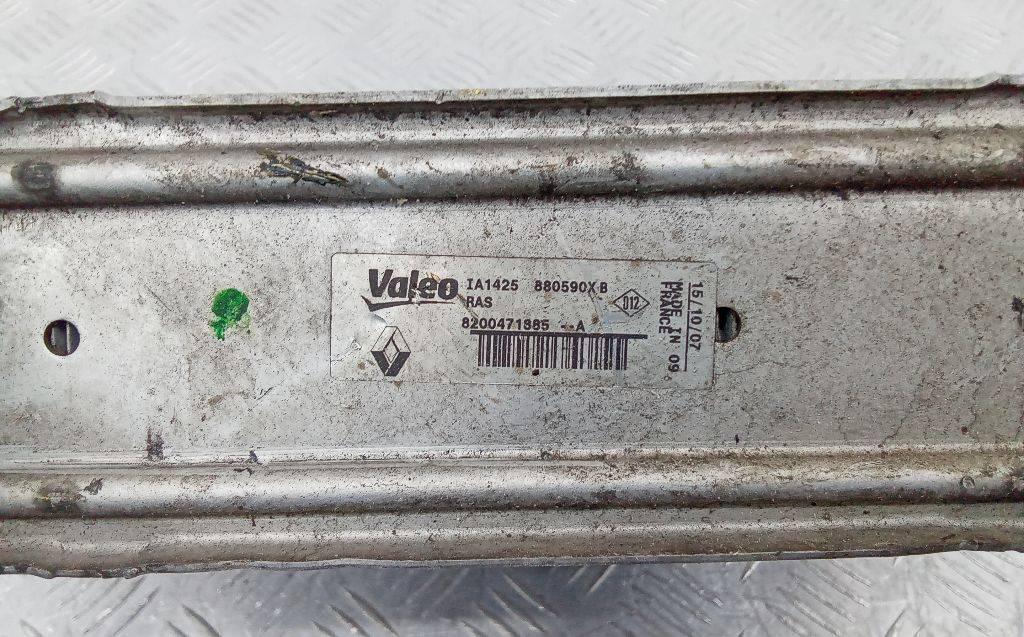 Valeo IA1425 880590X B
RAS
D12
8200471385 A
15/10/07
MADE IN 09
FRANCE